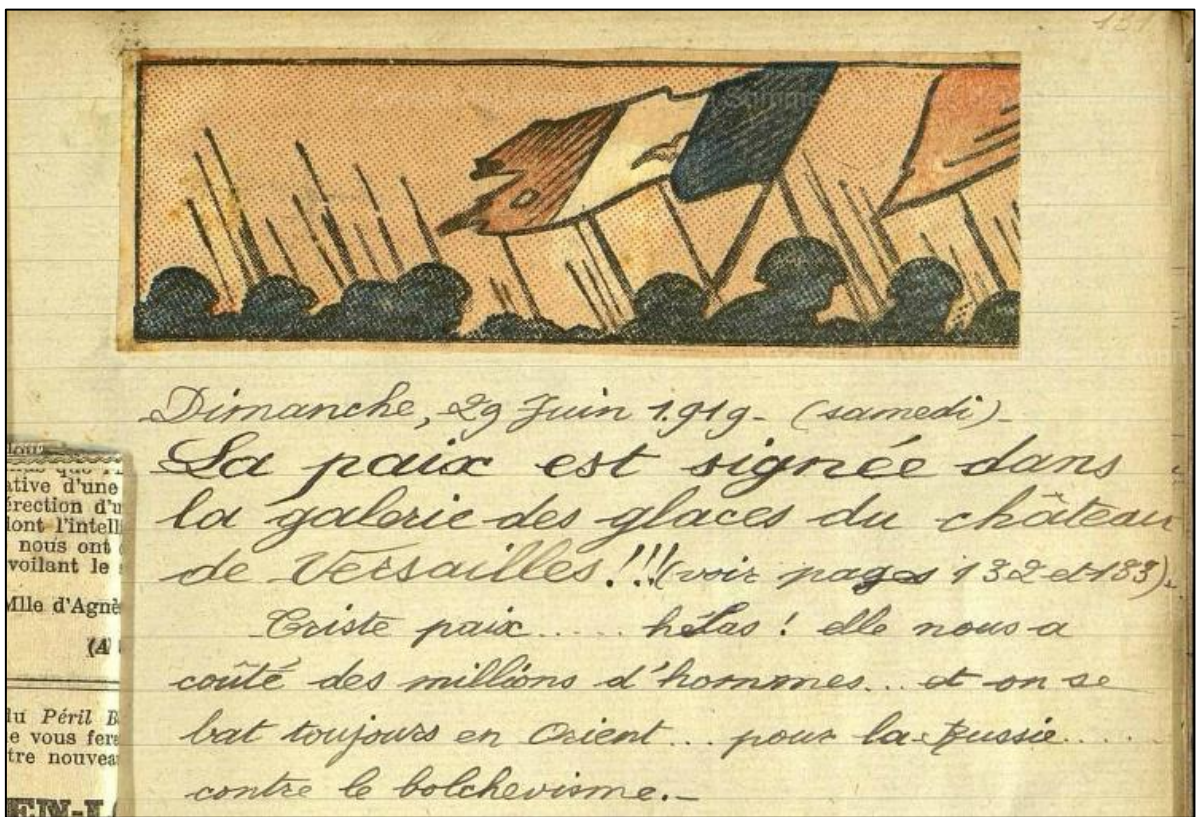 131
Dimanche, 29 Juin 1919. (samedi)
La paix est signée dans
la galerie des glaces du château
de Versailles!!! (voir pages 132 et 133).
Triste paix..... hélas! elle nous a
coûté des millions d'hommes... et on se
bat toujours en Orient... pour la Russie.....
contre le bolchevisme.-
ative d'une
érection d'u
dont l'intell
nous ont
voilant le
Mlle d'Agnè
(A
du Péril B
e vous fera
tre nouvea
EN-L